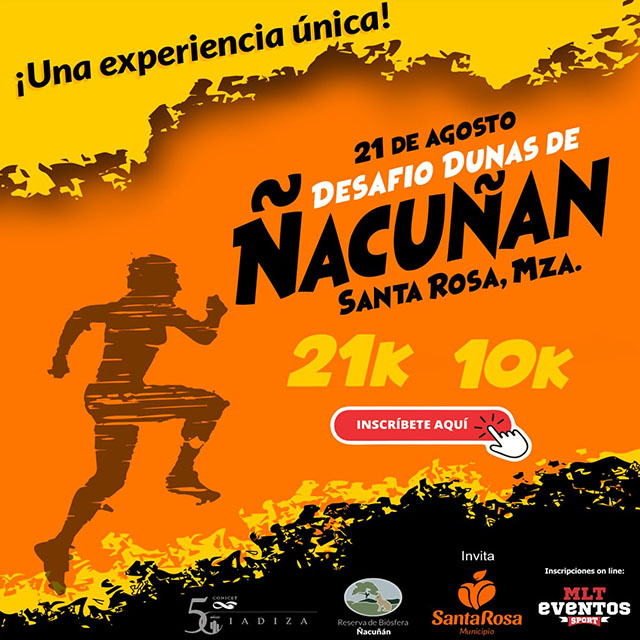 ¡Una experiencia única!
21 DE AGOSTO
DESAFIO DUNAS DE
ÑACUÑAN
SANTA ROSA, MZA.
21K 10K
INSCRÍBETE AQUÍ
Invita
Inscripciones on line:
CONICET
50 años
IADIZA
Reserva de Biósfera
Ñacuñán
SantaRosa
Municipio
MLT
eventos
SPORT